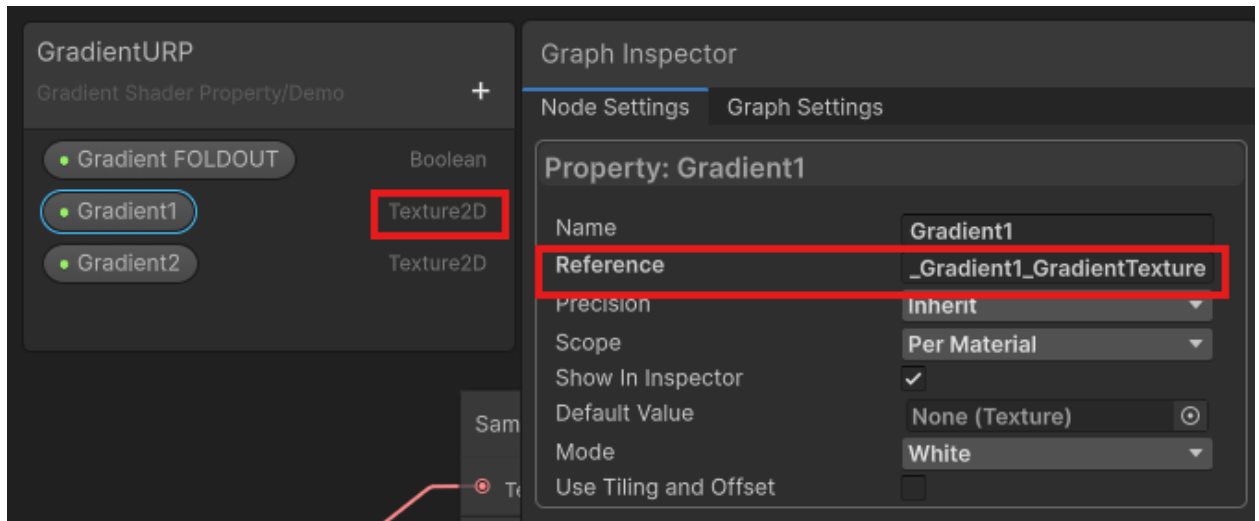 GradientURP
Gradient Shader Property/Demo
+
Gradient FOLDOUT Boolean
Gradient1 Texture2D
Gradient2 Texture2D
Sam
Te
Graph Inspector
Node Settings Graph Settings
Property: Gradient1
Name Gradient1
Reference _Gradient1_GradientTexture
Precision Inherit
Scope Per Material
Show In Inspector
Default Value None (Texture)
Mode White
Use Tiling and Offset